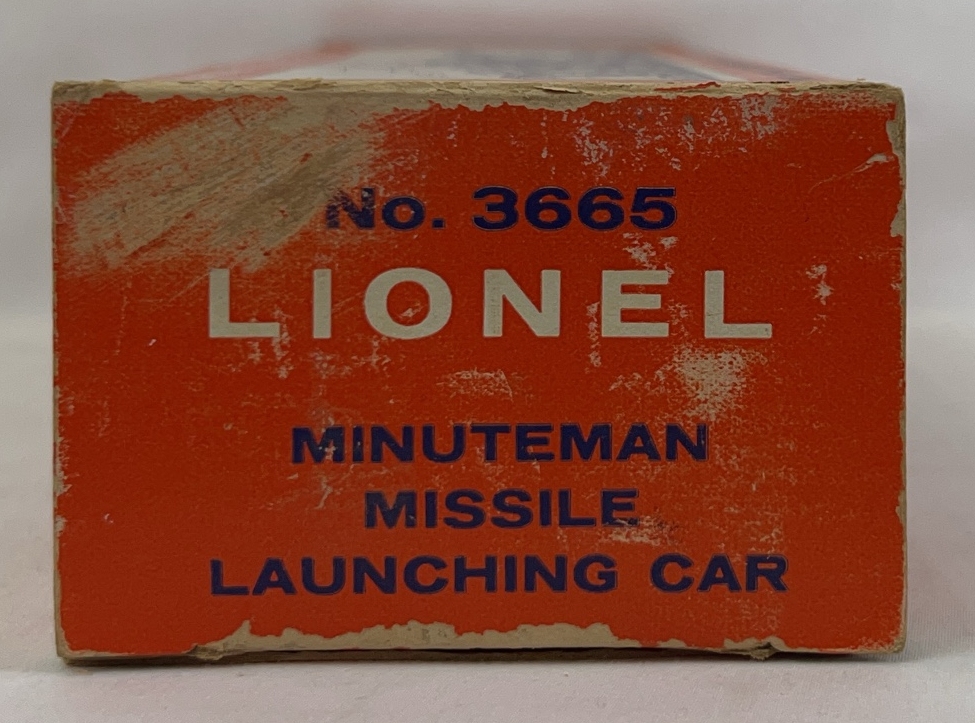 No. 3665
LIONEL
MINUTEMAN
MISSILE
LAUNCHING CAR